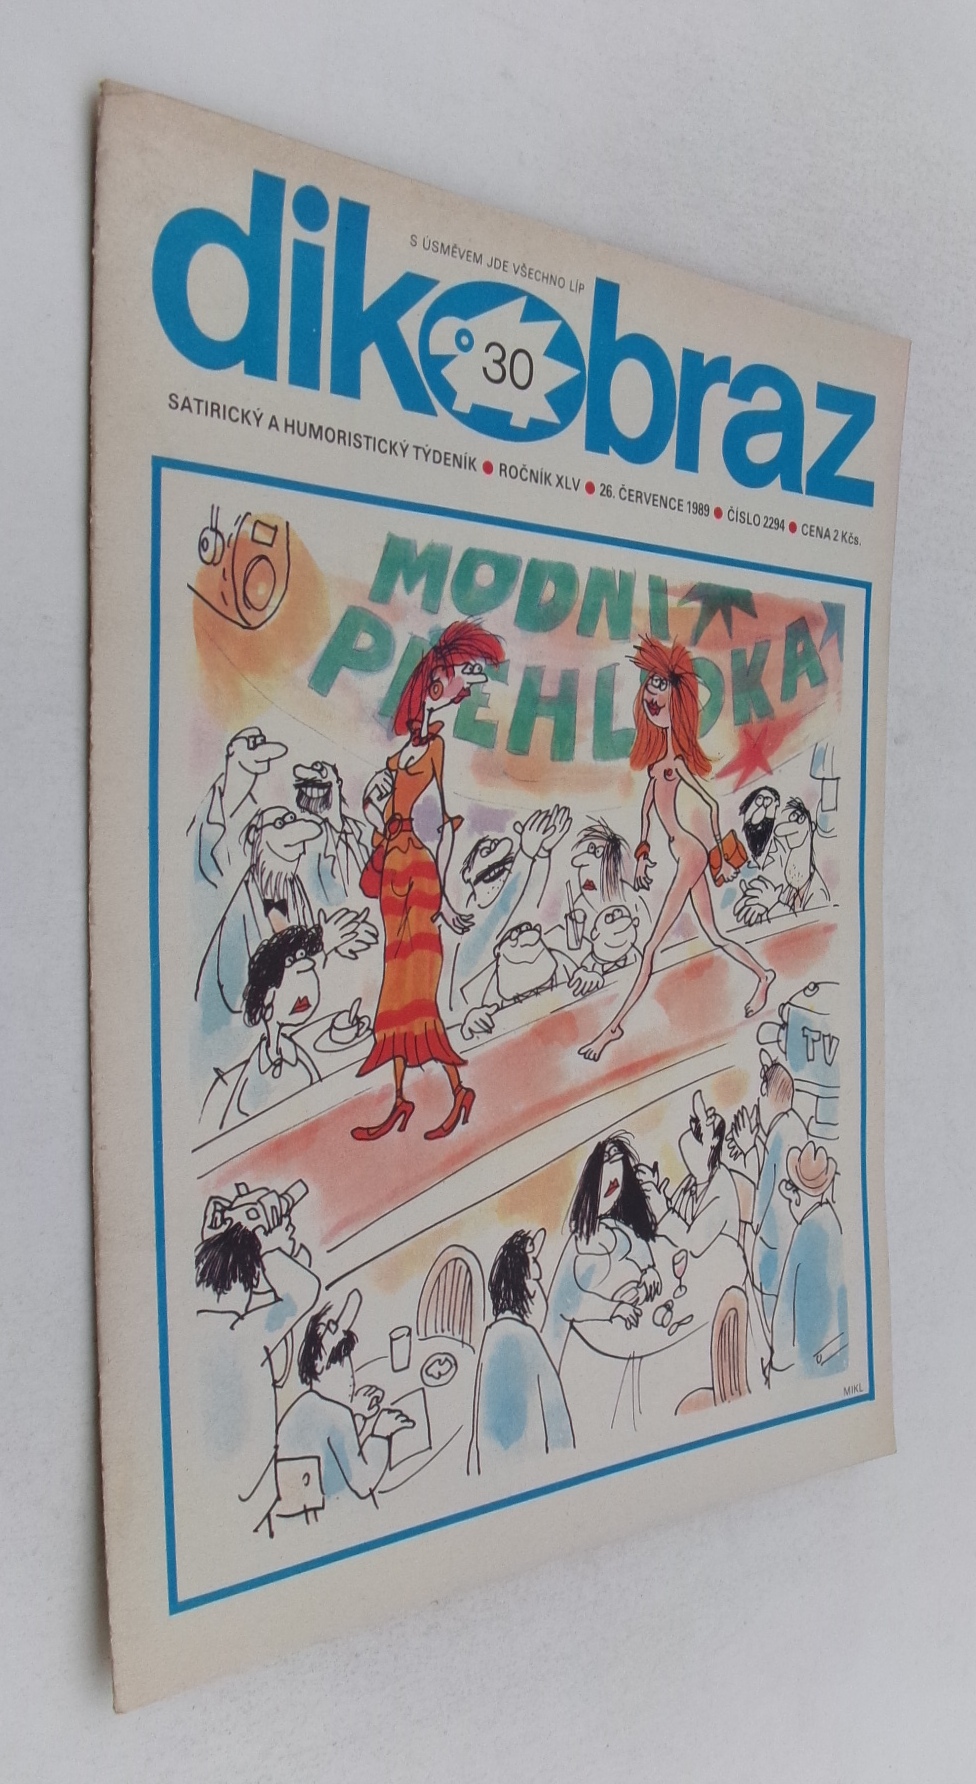 S ÚSMĚVEM JDE VŠECHNO LÍP
dikobraz
30
SATIRICKÝ A HUMORISTICKÝ TÝDENÍK ● ROČNÍK XLV ● 26. ČERVENCE 1989 ● ČÍSLO 2294 ● CENA 2 Kčs.
MÓDNÍ
PŘEHLÍDKA
TV
MIKL